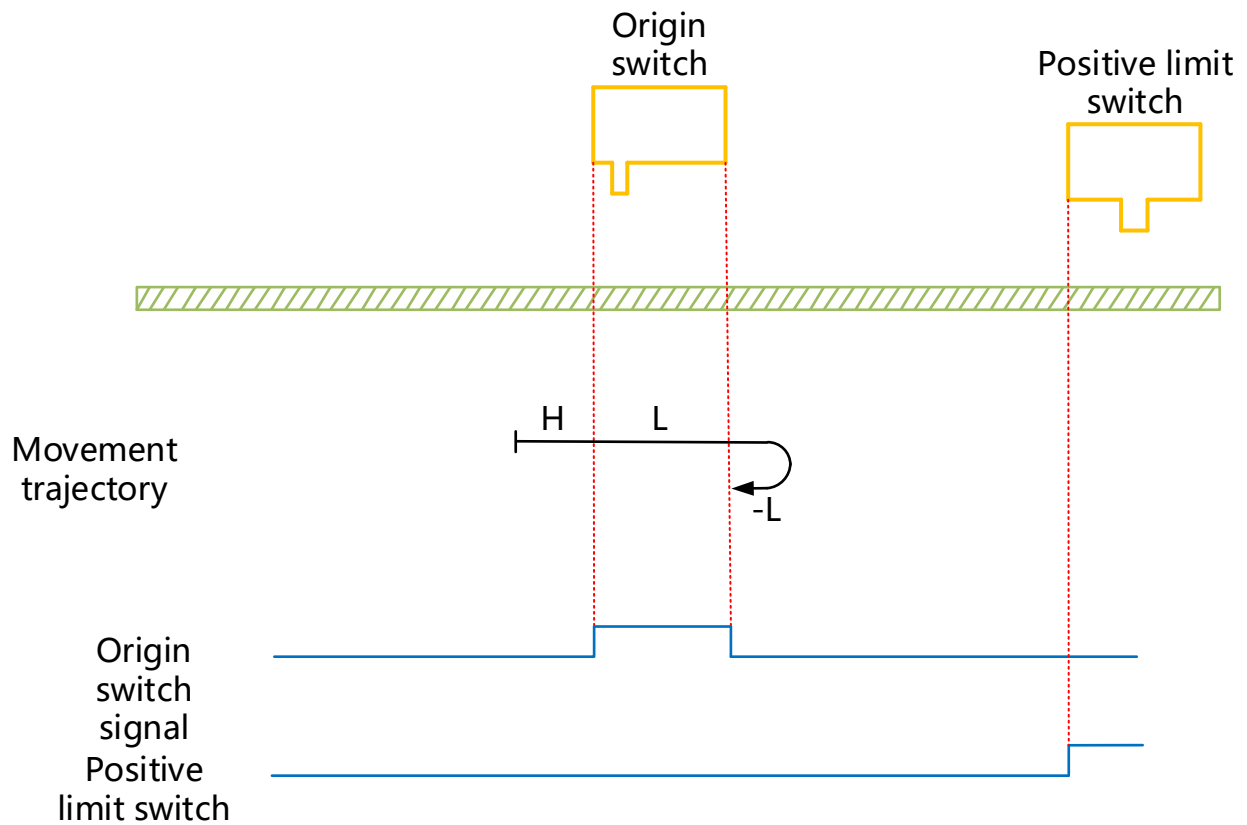 Origin
switch
Positive limit
switch
H
L
Movement
trajectory
-L
Origin
switch
signal
Positive
limit switch